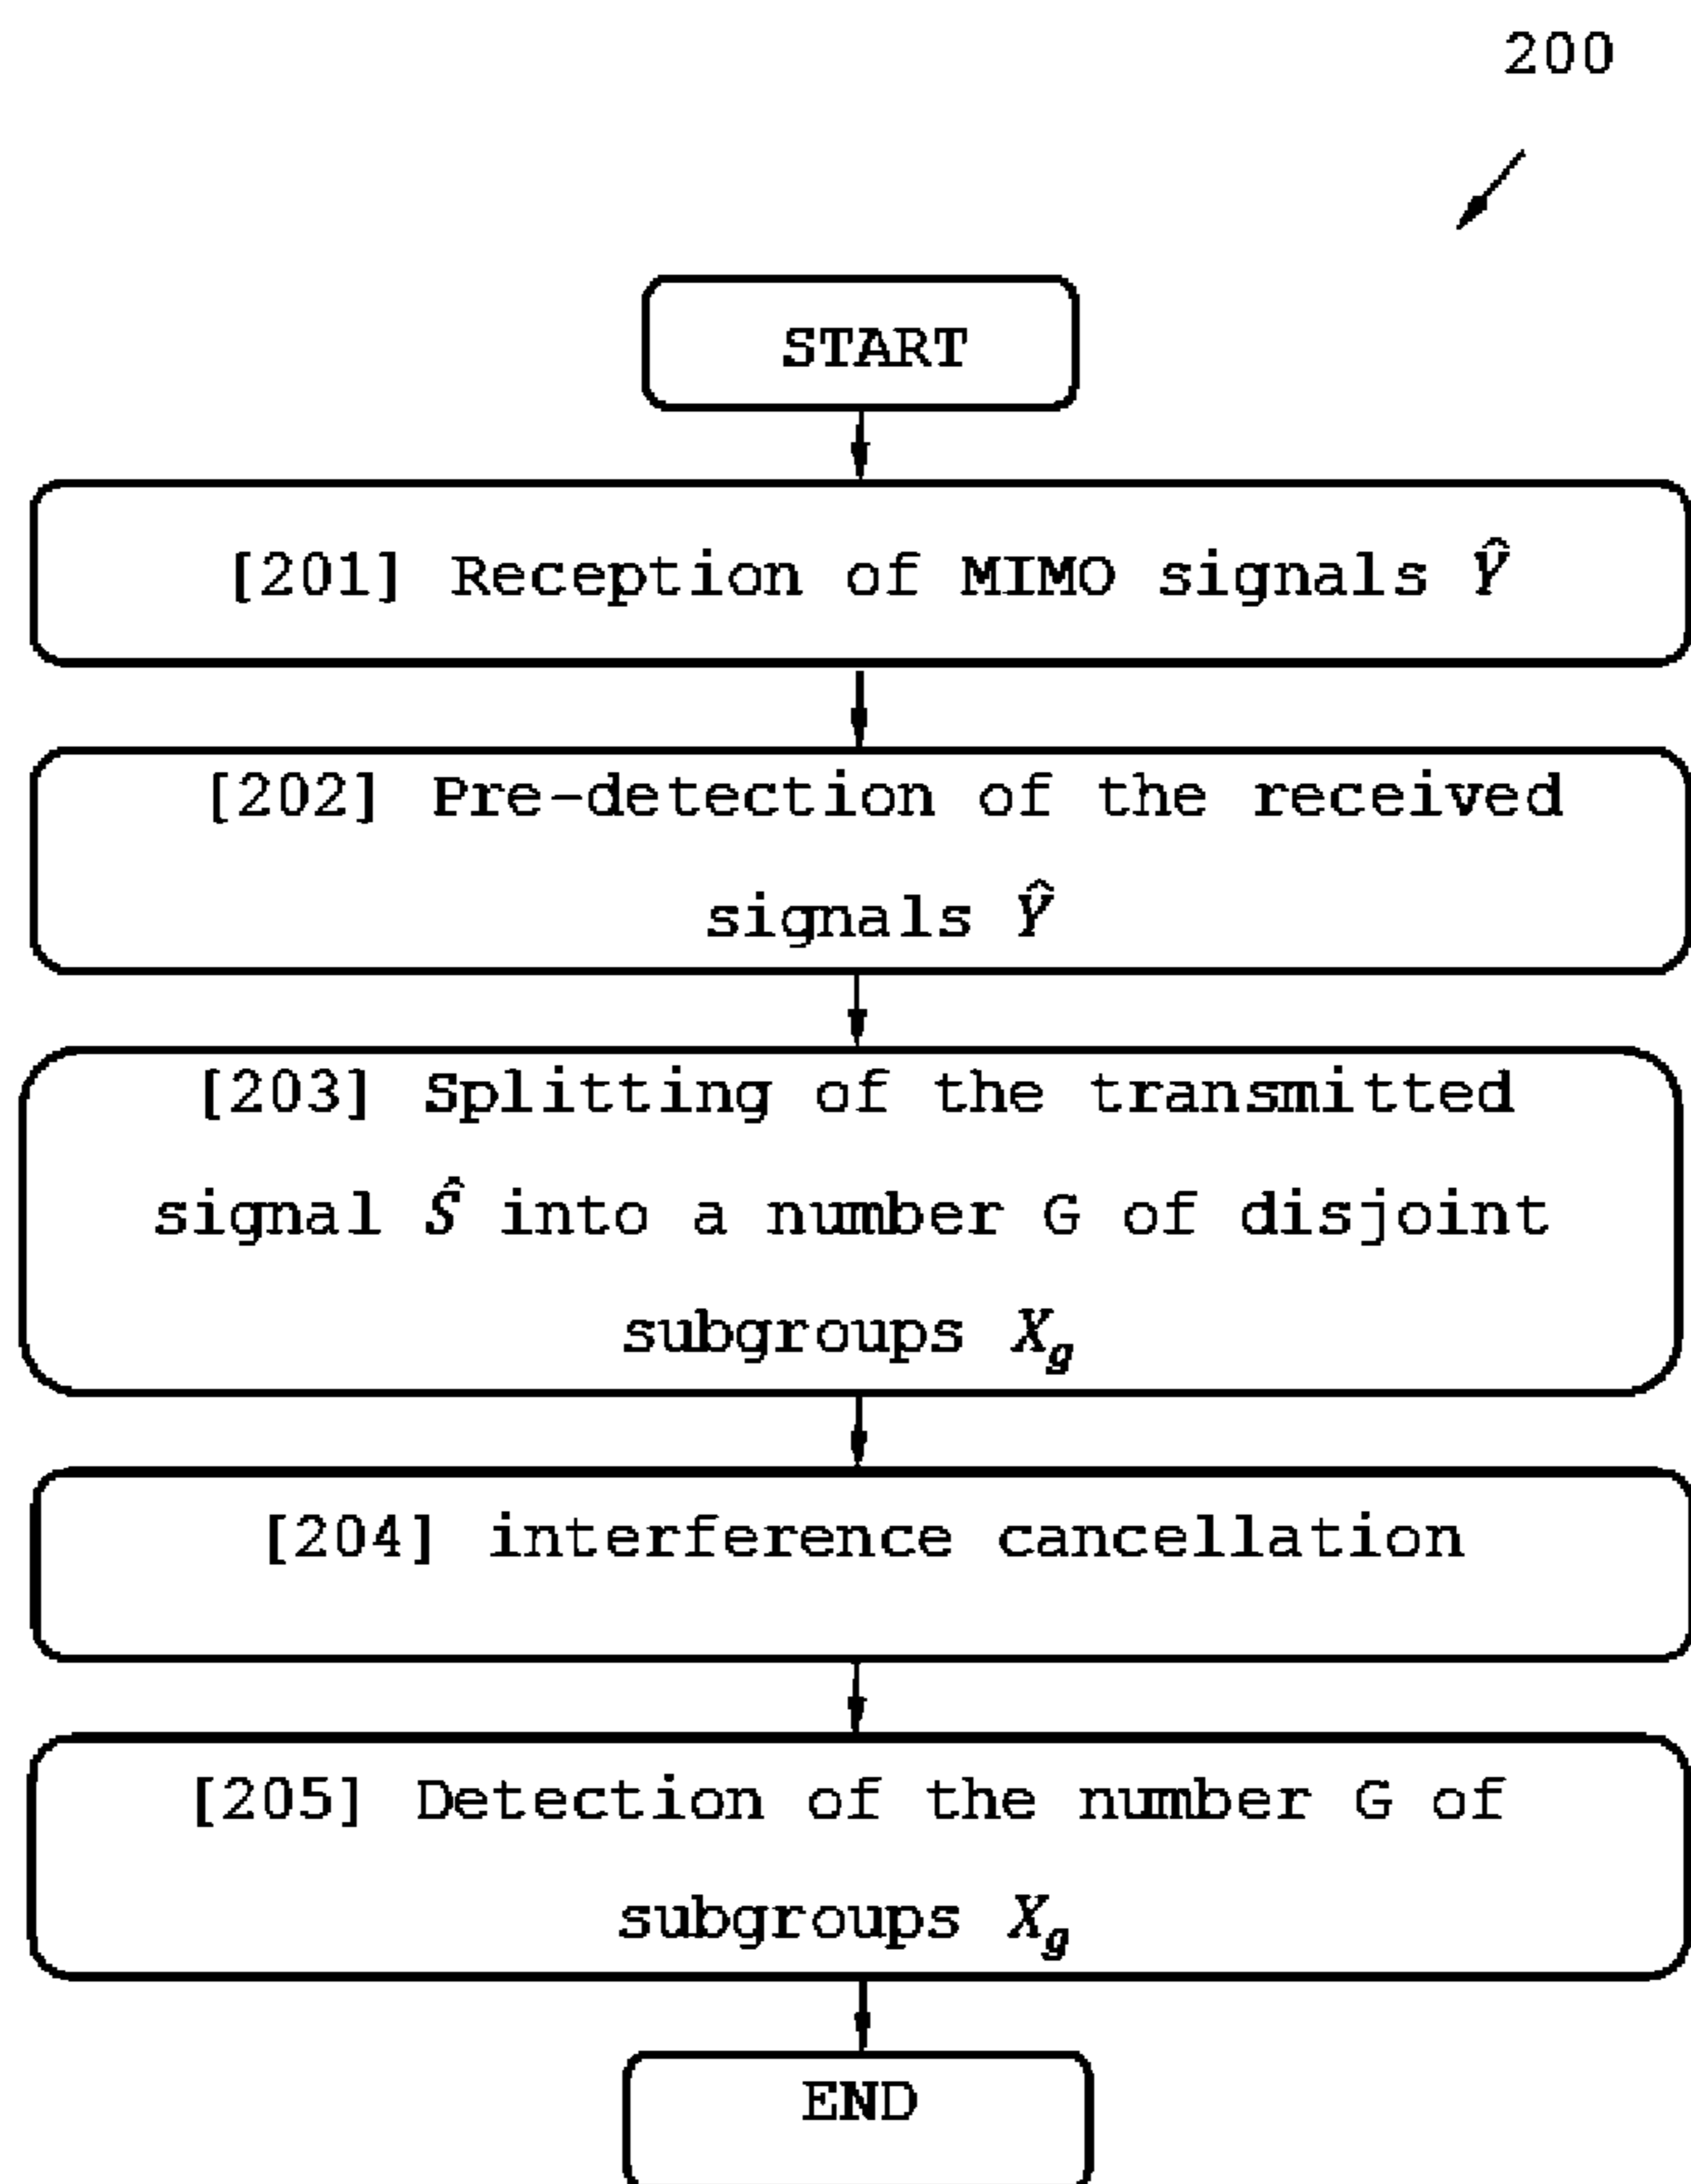 200
START
[201] Reception of MIMO signals Ŷ
[202] Pre-detection of the received
signals Ŷ
[203] Splitting of the transmitted
signal Ŝ into a number G of disjoint
subgroups X_g
[204] interference cancellation
[205] Detection of the number G of
subgroups X_g
END